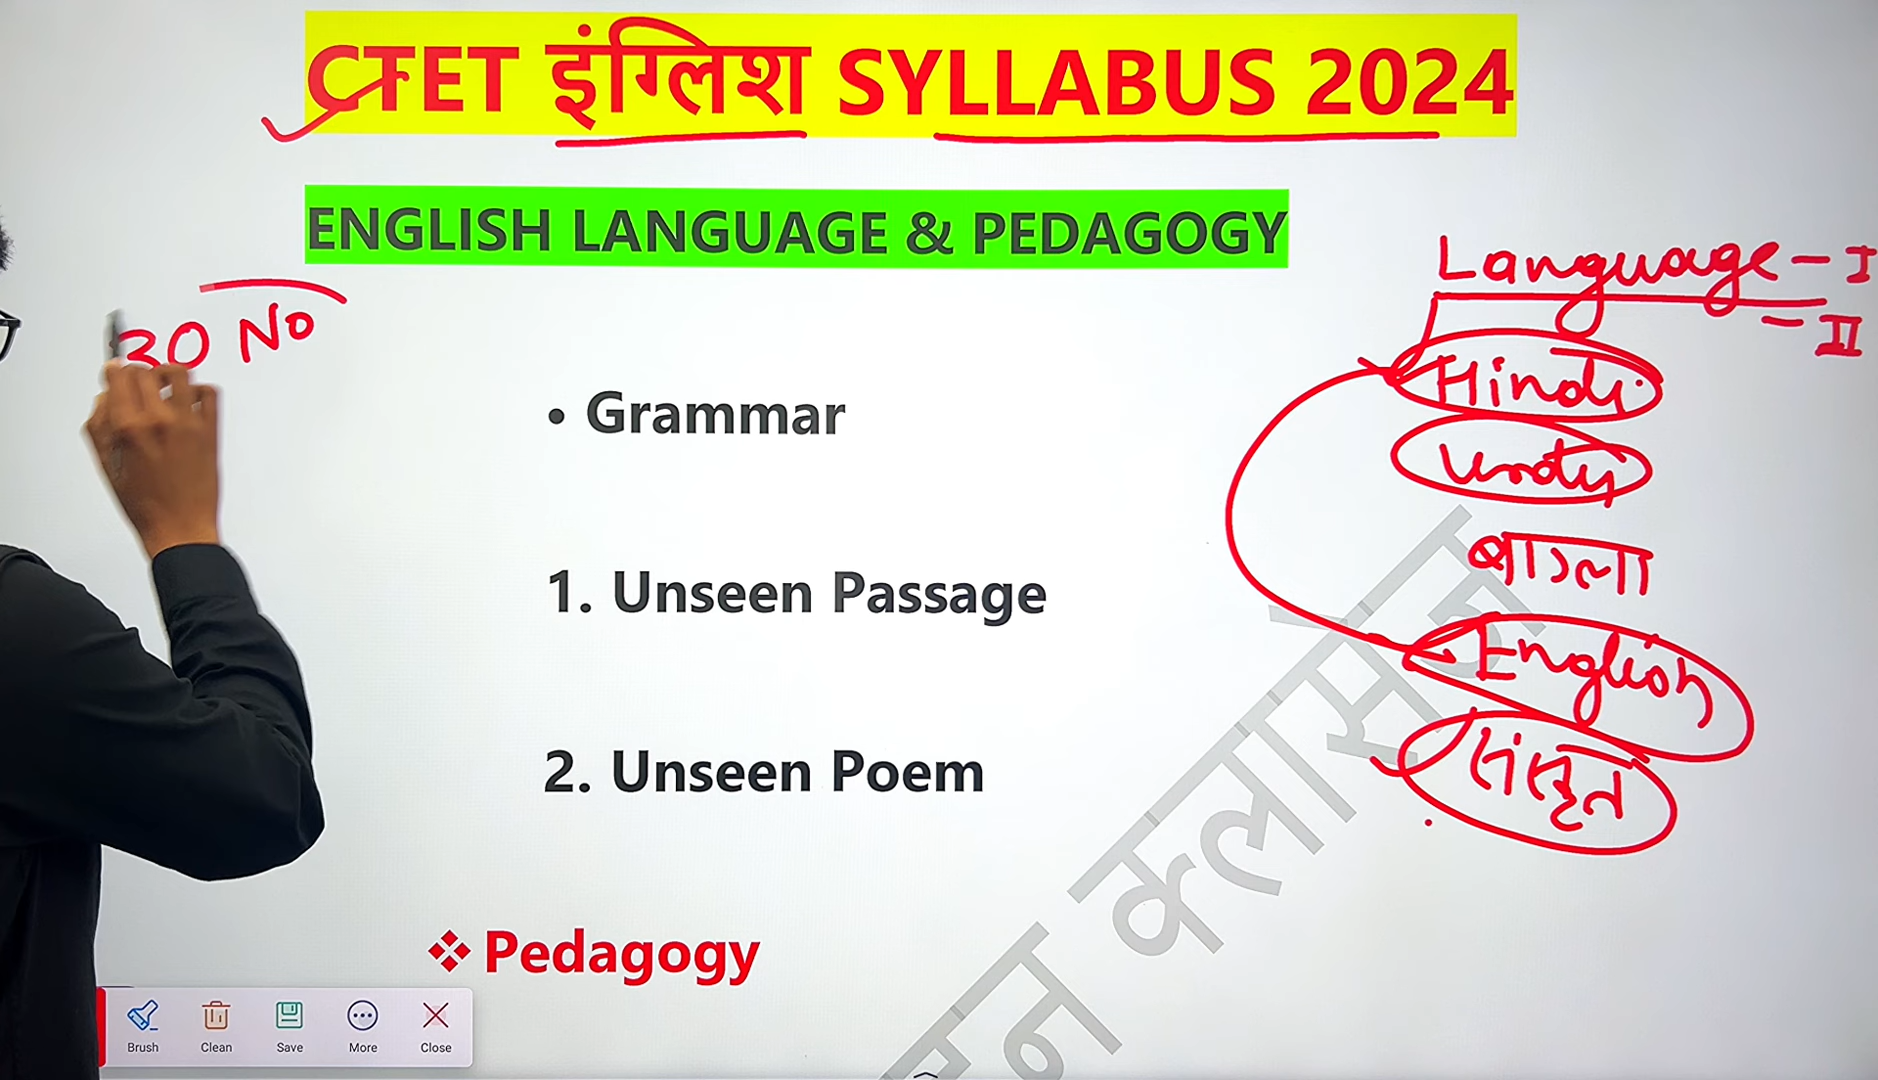 CTET इंग्लिश SYLLABUS 2024
ENGLISH LANGUAGE & PEDAGOGY
Language - I
- II
30 No
Hindi
• Grammar
Urdu
बांग्ला
1. Unseen Passage
English
संस्कृत
2. Unseen Poem
❖ Pedagogy
क्लासेज
Brush Clean Save More Close